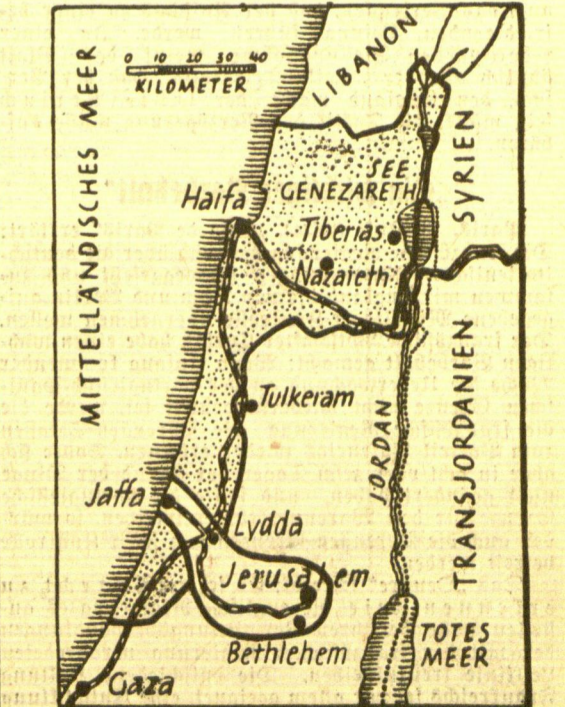 0 10 20 30 40
KILOMETER
MITTELLÄNDISCHES MEER
LIBANON
SYRIEN
SEE
GENEZARETH
Haifa
Tiberias
Nazareth
Tulkeram
JORDAN
TRANSJORDANIEN
Jaffa
Lydda
Jerusalem
Bethlehem
TOTES
MEER
Gaza